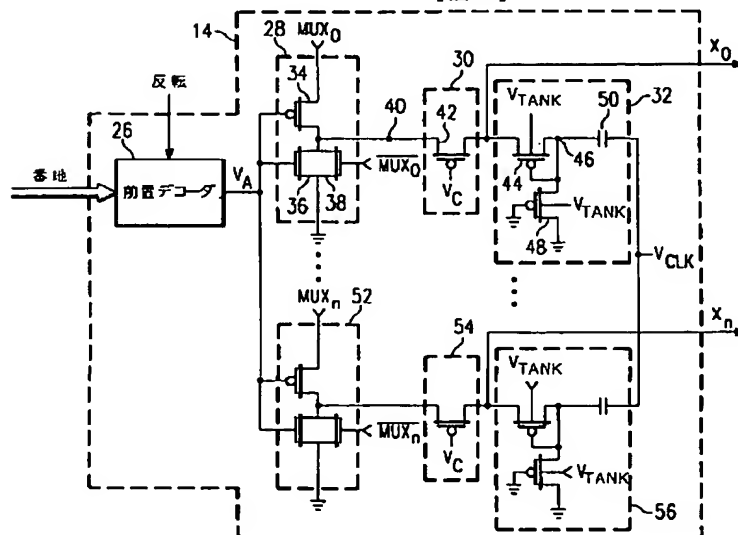 14
28
MUX0
34
30
X0
反転
26
40
42
VTANK
50
32
番地
前置デコーダ
VA
MUX0
46
44
36
38
VC
VTANK
48
VCLK
MUXn
52
54
Xn
VTANK
MUXn
VC
VTANK
56